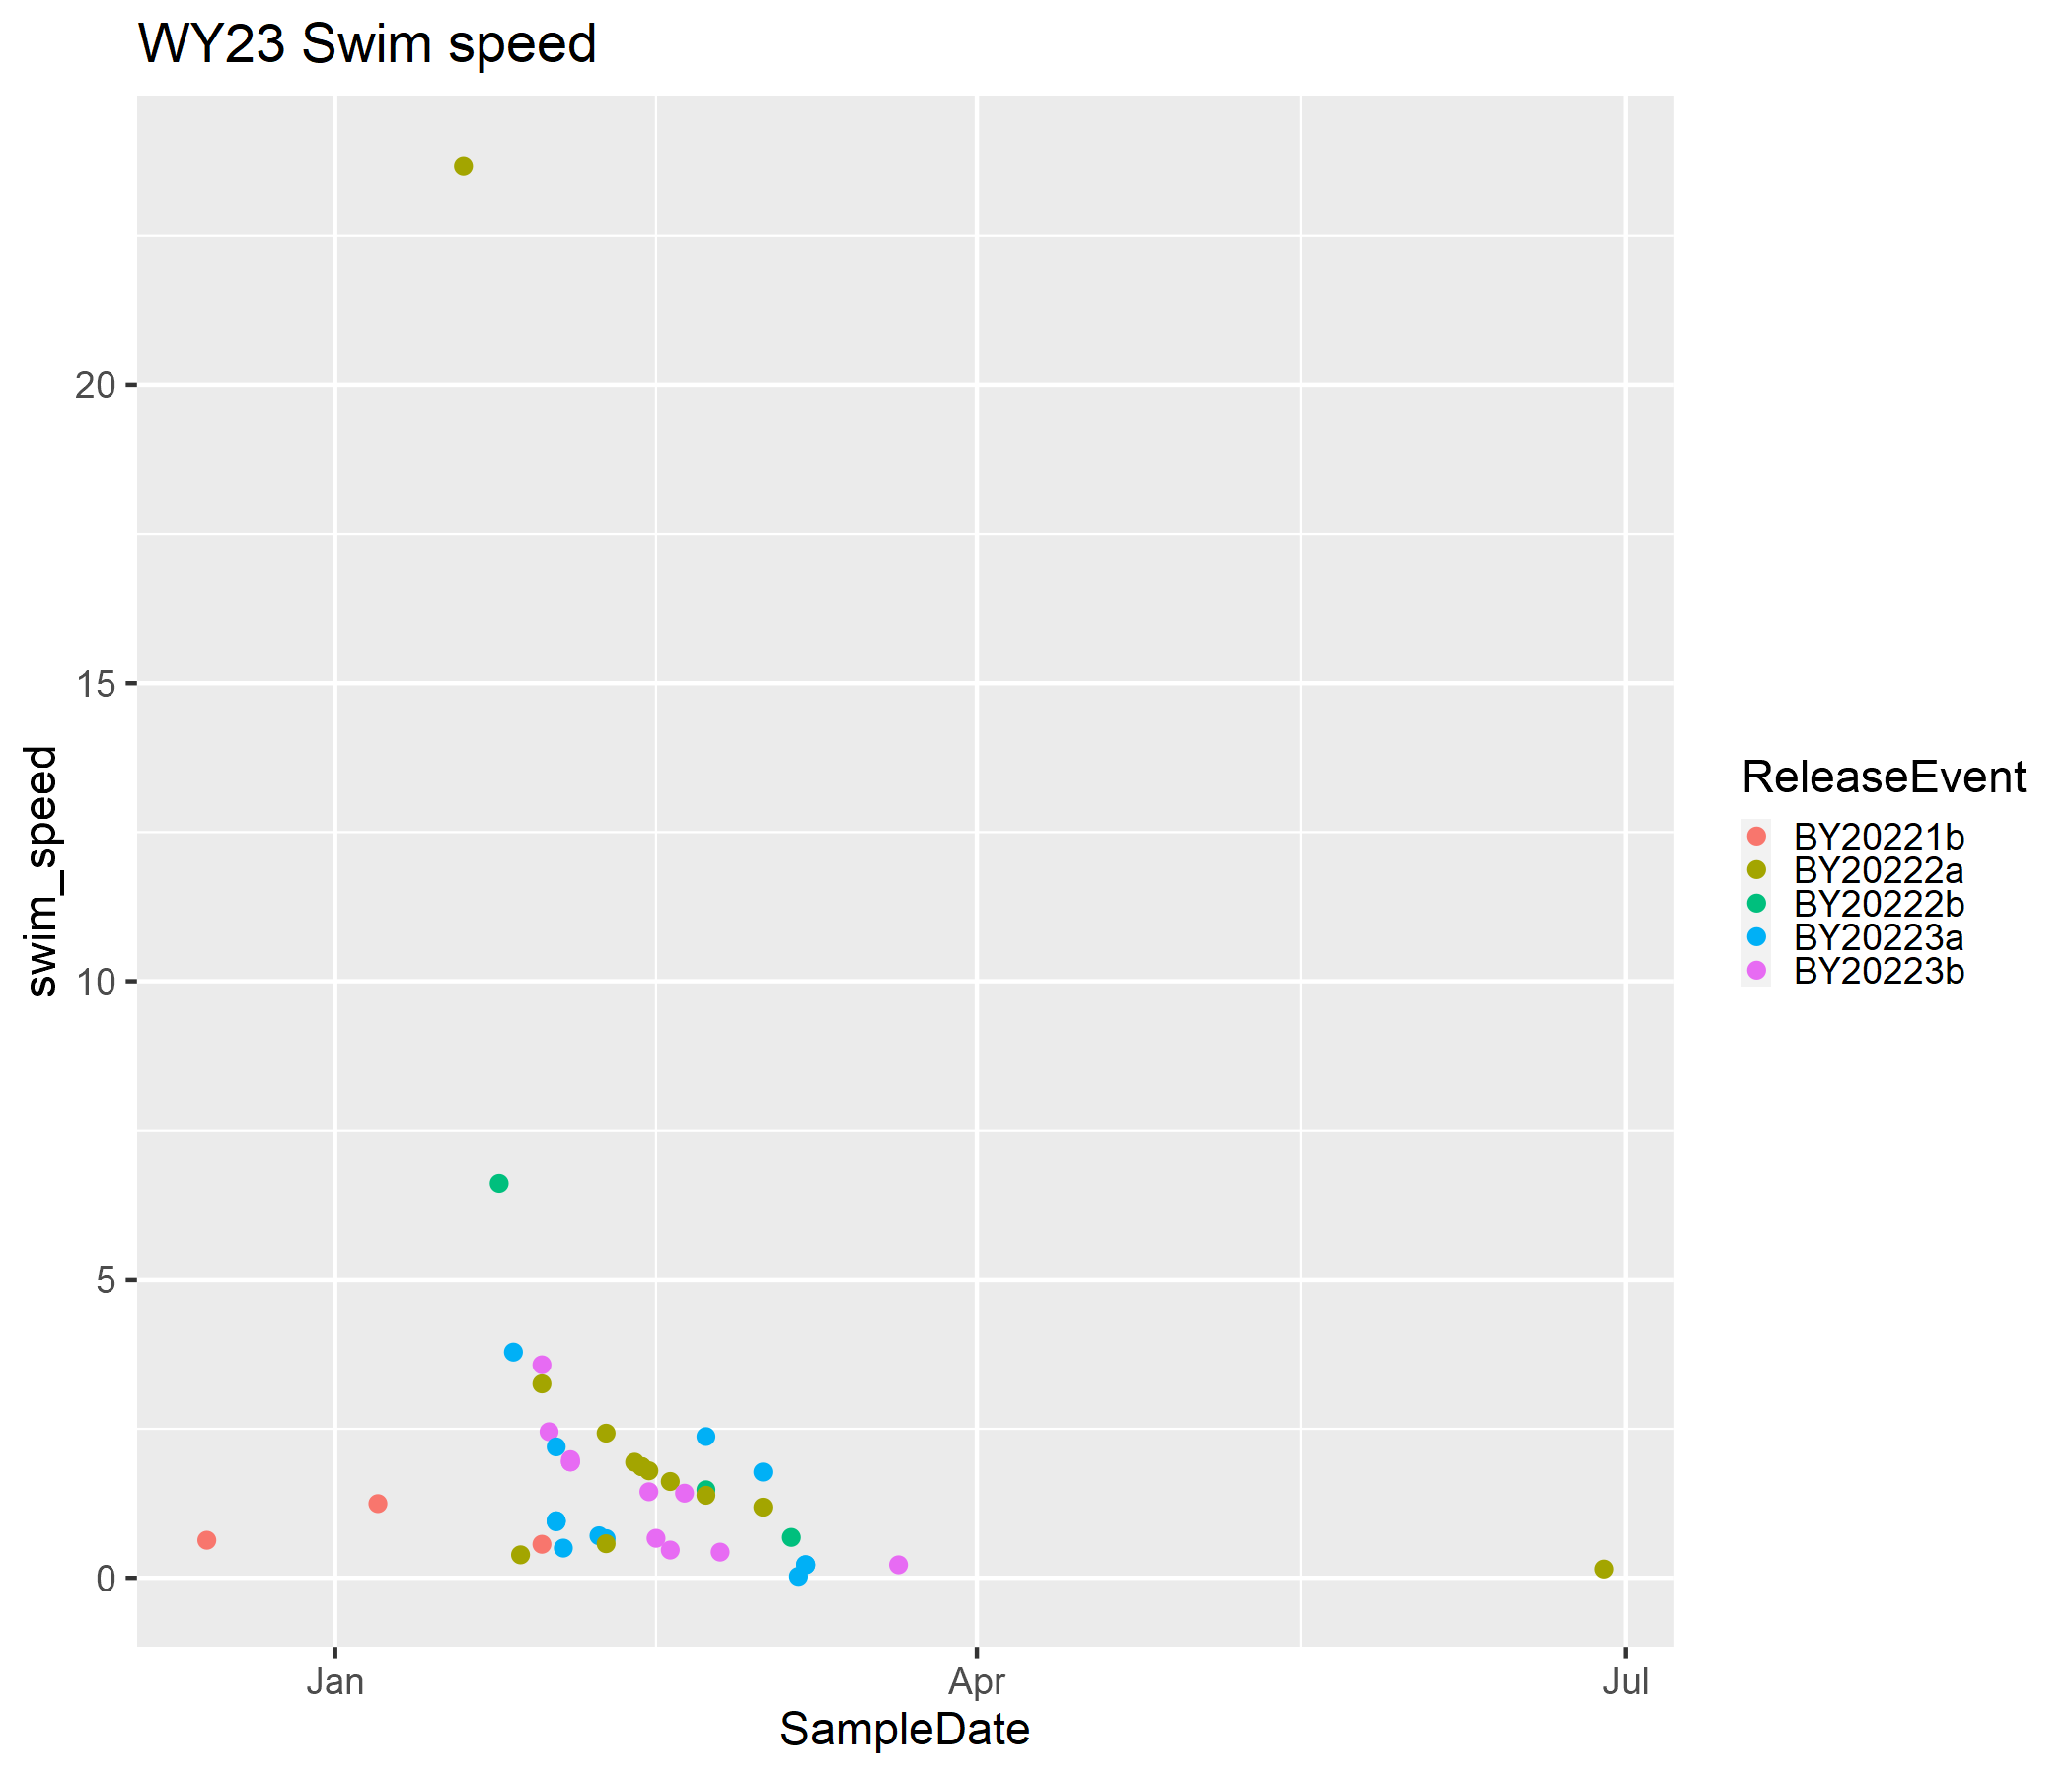 WY23 Swim speed
20
15
10
5
0
swim_speed
Jan
Apr
Jul
SampleDate
ReleaseEvent
BY20221b
BY20222a
BY20222b
BY20223a
BY20223b